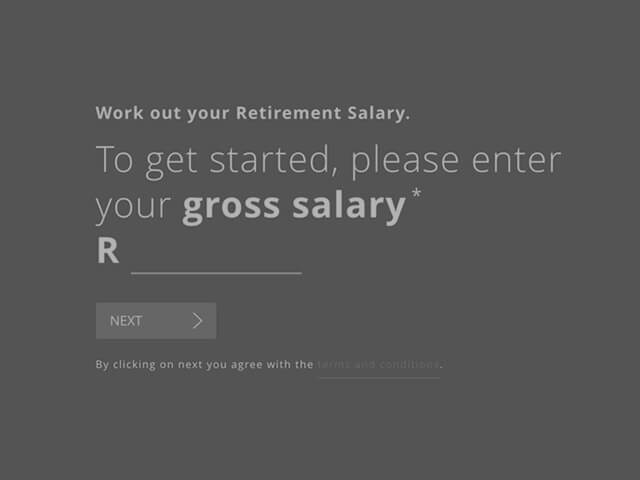 Work out your Retirement Salary.
To get started, please enter
your gross salary*
R
NEXT
By clicking on next you agree with the terms and conditions.